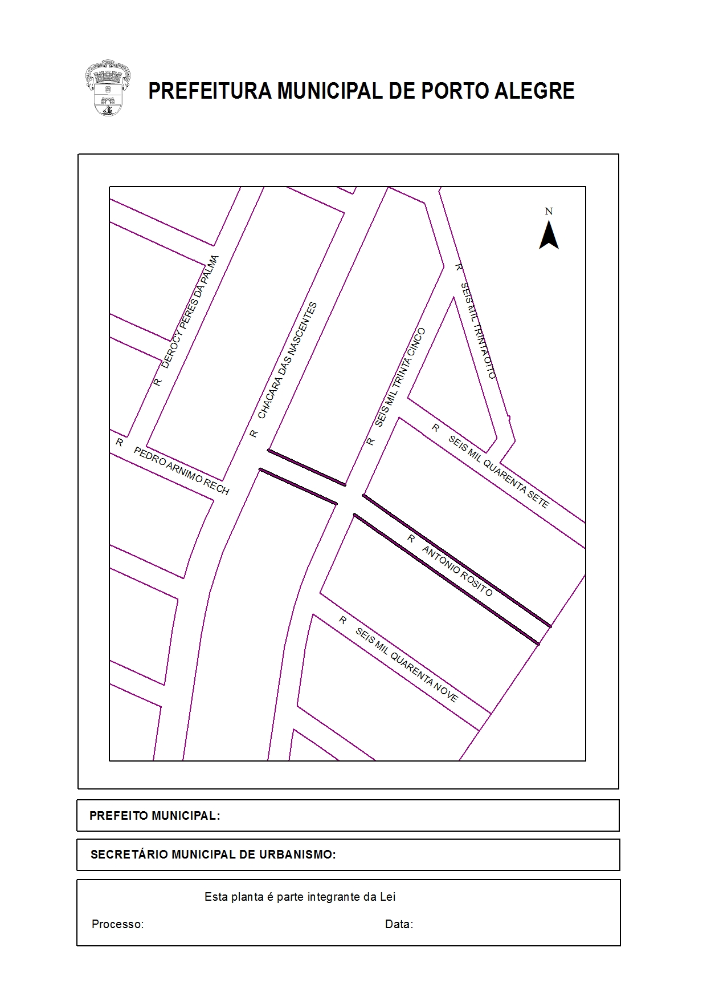 PREFEITURA MUNICIPAL DE PORTO ALEGRE
N
R DEROCY PERES DA PALMA
R CHACARA DAS NASCENTES
R SEIS MIL TRINTA CINCO
R SEIS MIL TRINTA OITO
R PEDRO ARNIMO RECH
R SEIS MIL QUARENTA SETE
R ANTONIO ROSITO
R SEIS MIL QUARENTA NOVE
PREFEITO MUNICIPAL:
SECRETÁRIO MUNICIPAL DE URBANISMO:
Esta planta é parte integrante da Lei
Processo: Data: